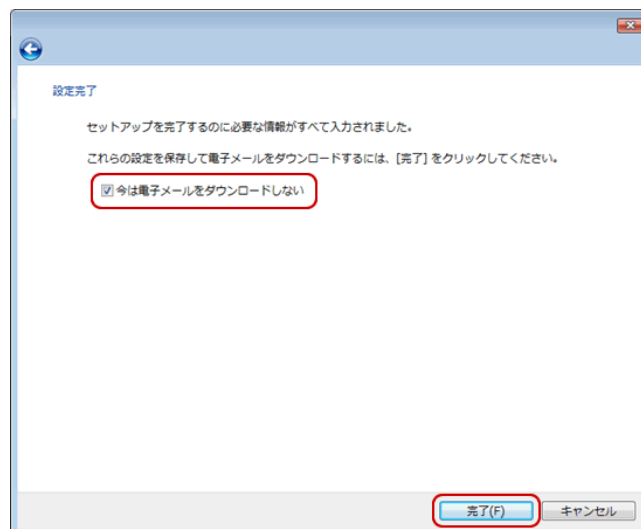 設定完了
セットアップを完了するのに必要な情報がすべて入力されました。
これらの設定を保存して電子メールをダウンロードするには、[完了] をクリックしてください。
今は電子メールをダウンロードしない
完了(F)
キャンセル